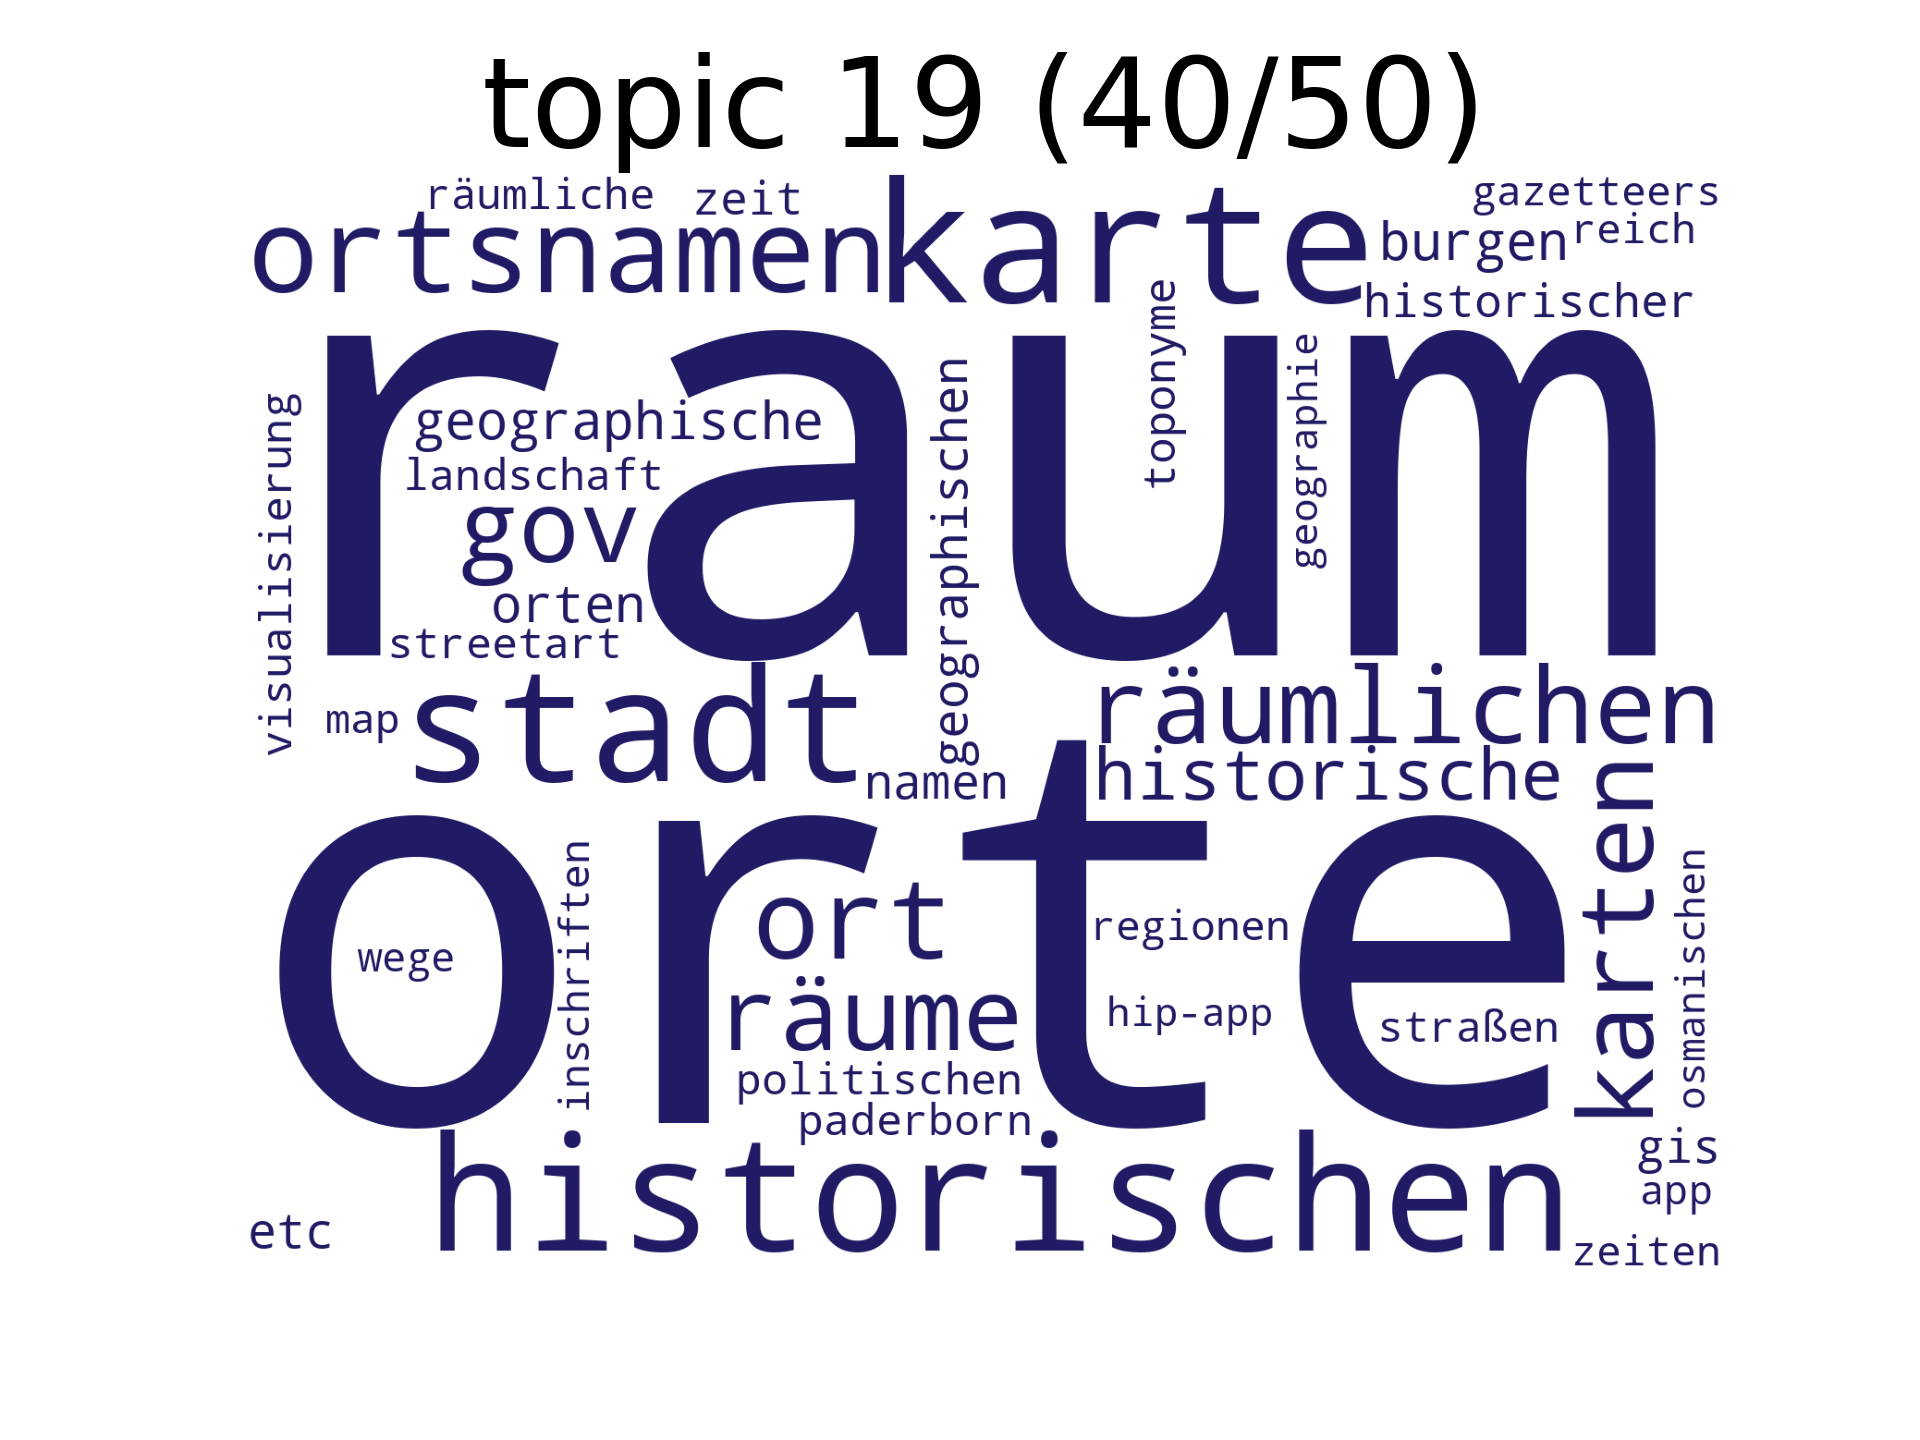 topic 19 (40/50)
räumliche
zeit
gazetteers
ortsnamen
karte
burgen
reich
historischer
raum
toponyme
geographie
geographischen
visualisierung
geographische
landschaft
gov
orten
streetart
map
stadt
räumlichen
namen
historische
karten
orte
inschriften
wege
ort
regionen
osmanischen
räume
hip-app
straßen
politischen
paderborn
historischen
gis
app
etc
zeiten